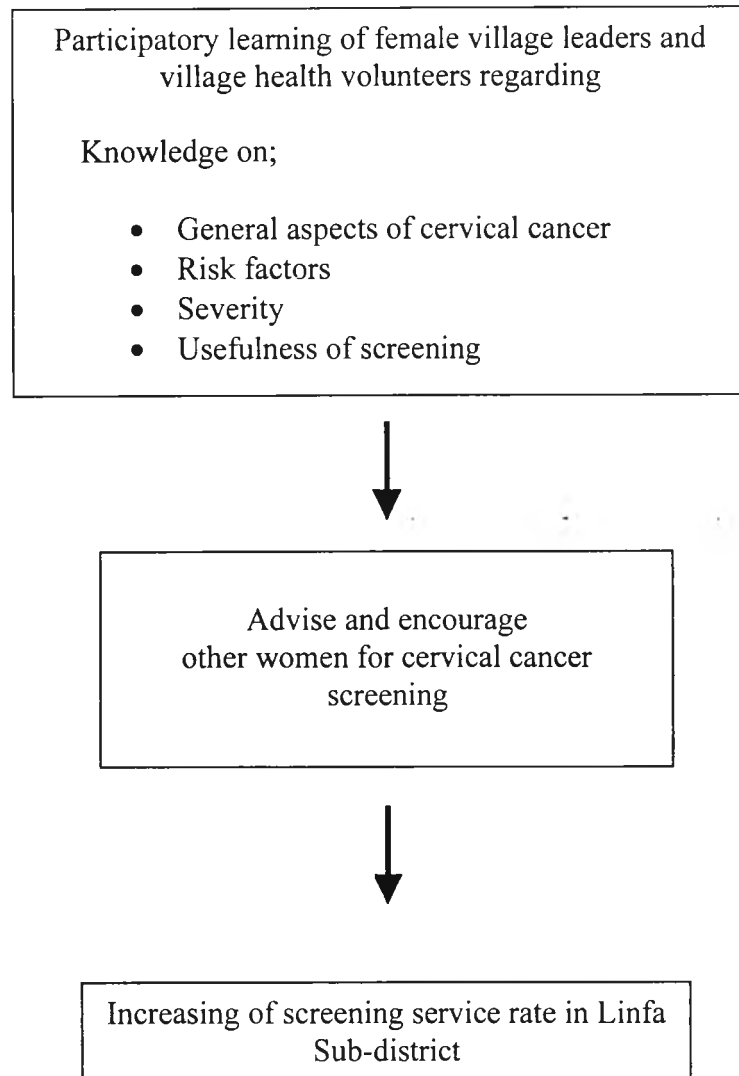 Participatory learning of female village leaders and
village health volunteers regarding
Knowledge on;
• General aspects of cervical cancer
• Risk factors
• Severity
• Usefulness of screening
Advise and encourage
other women for cervical cancer
screening
Increasing of screening service rate in Linfa
Sub-district